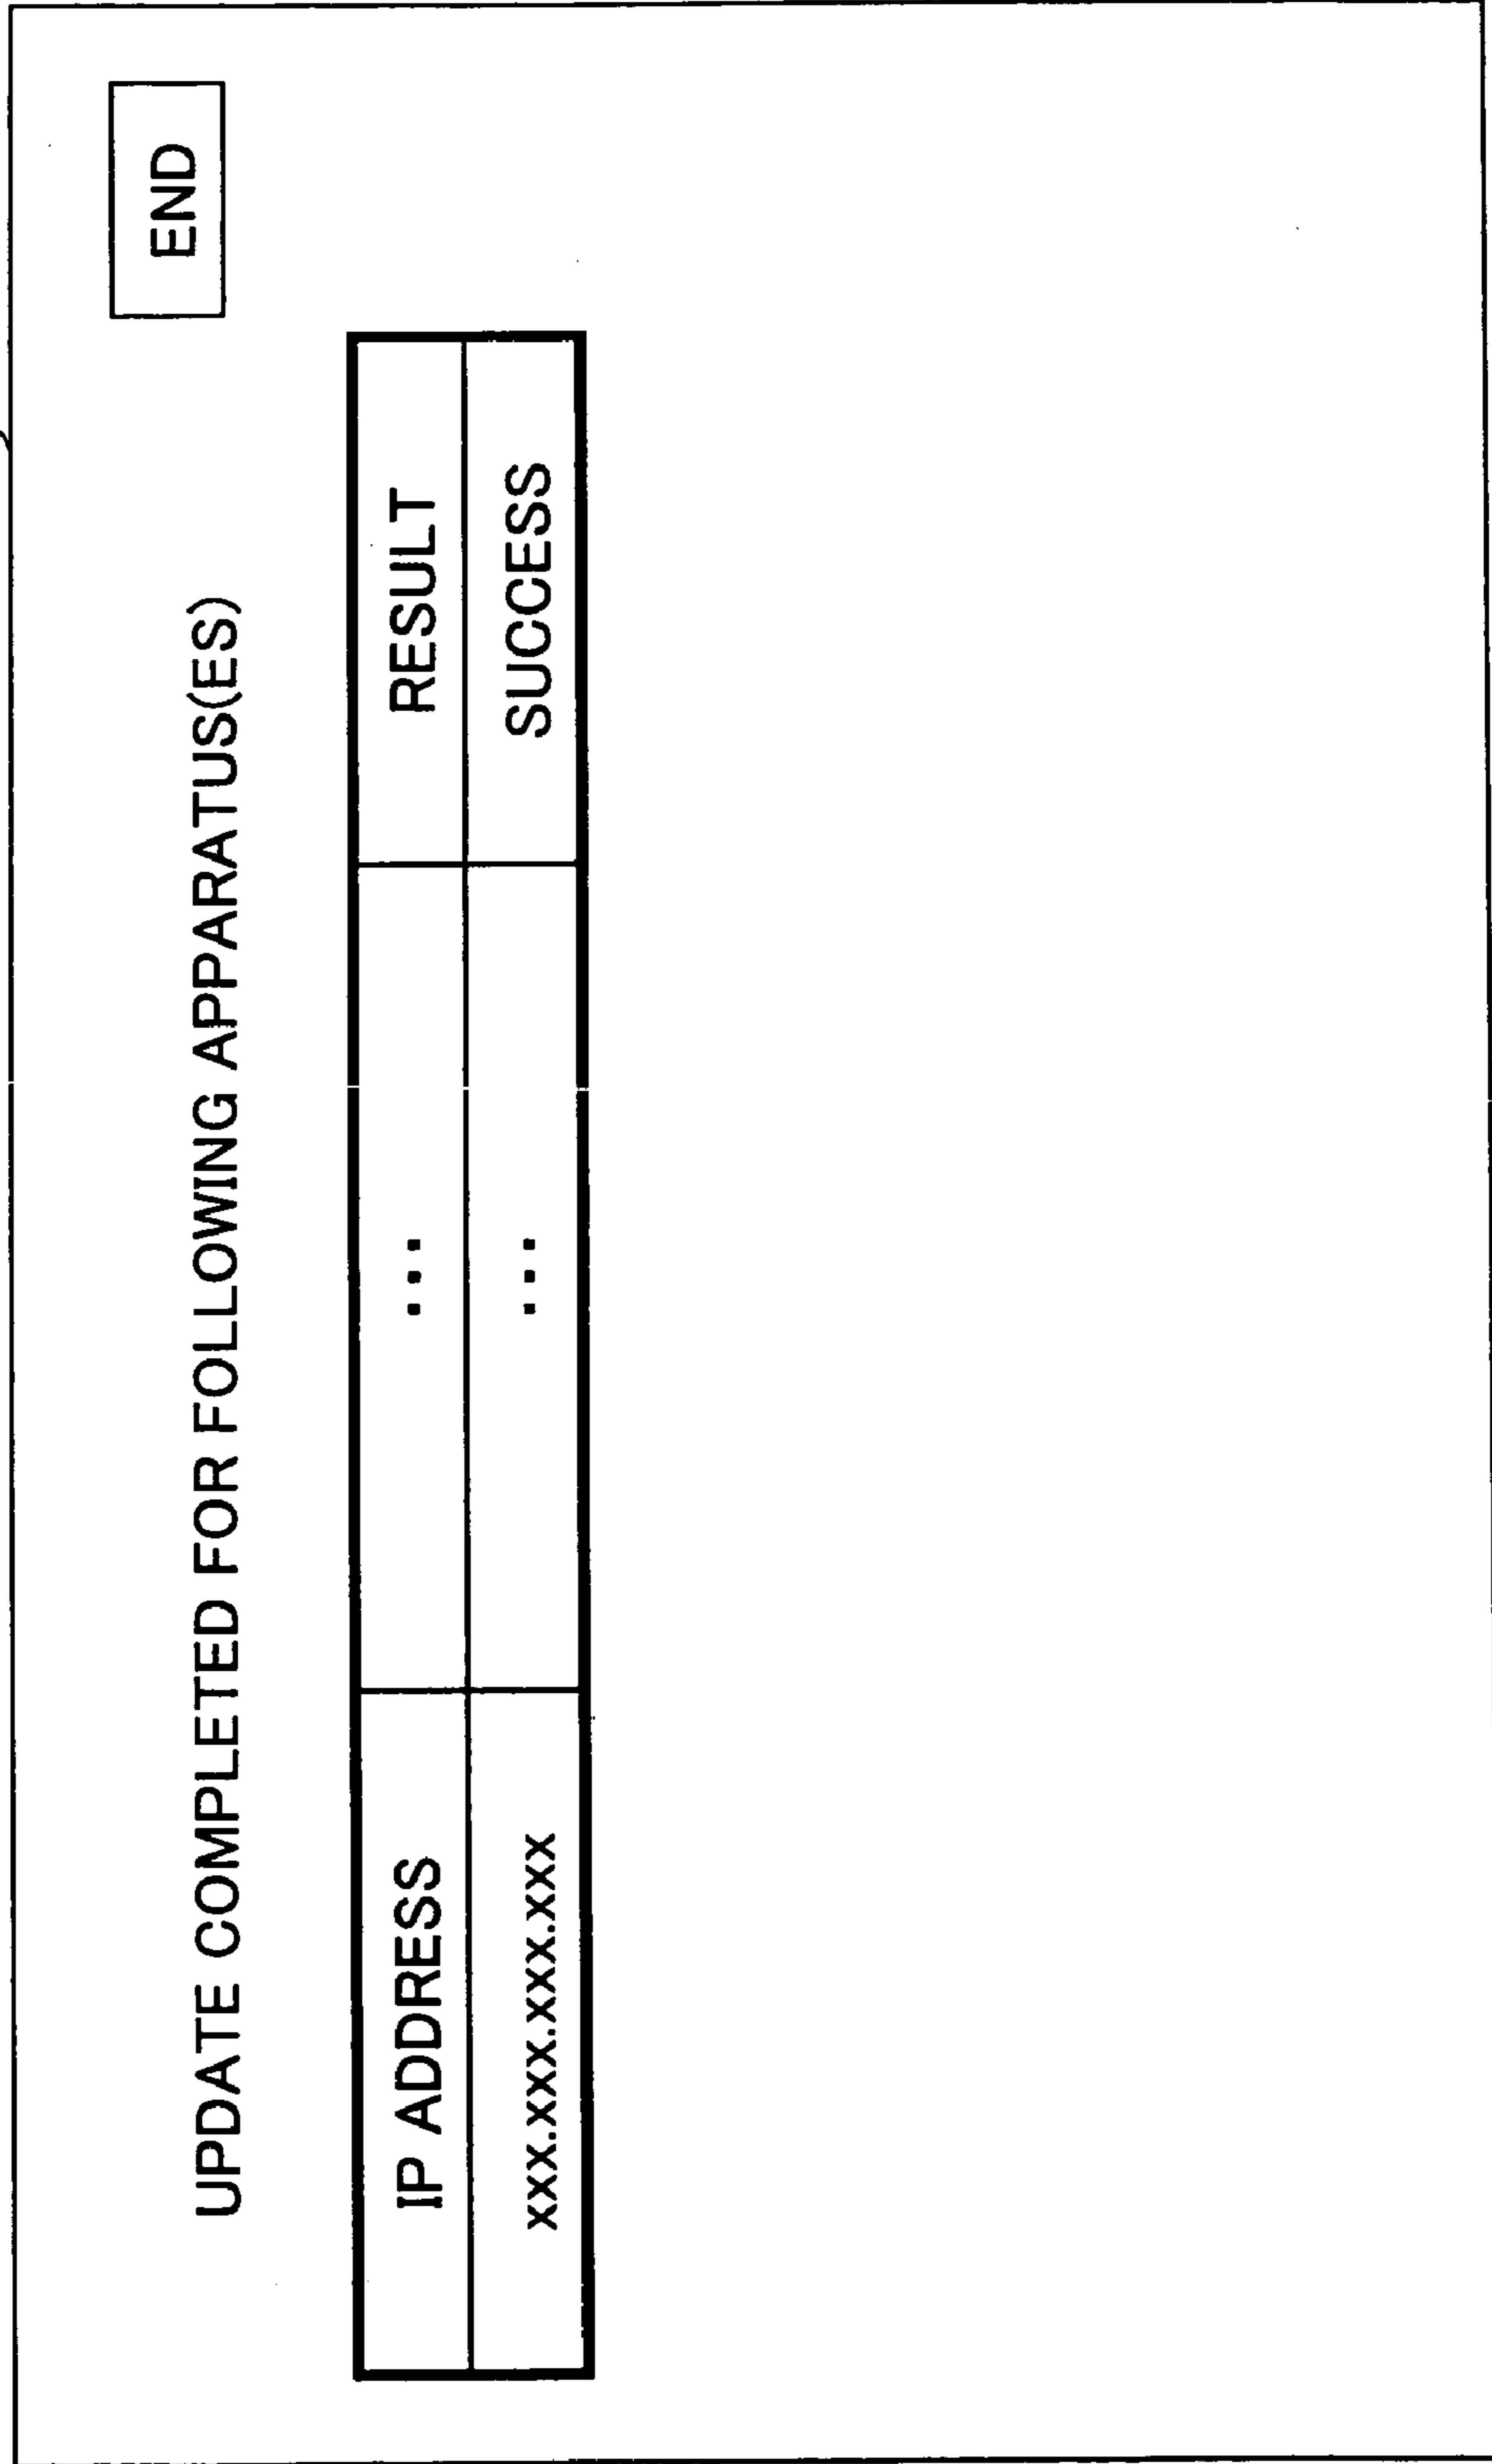 END
UPDATE COMPLETED FOR FOLLOWING APPARATUS(ES)
IP ADDRESS ... RESULT
xxx.xxx.xxx.xxx ... SUCCESS